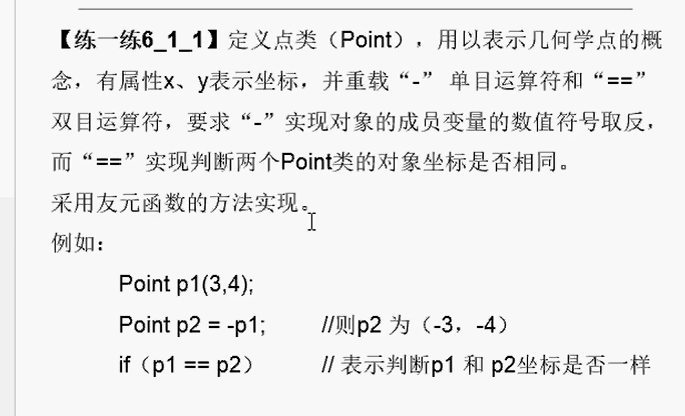 【练一练6_1_1】定义点类（Point），用以表示几何学点的概
念，有属性x、y表示坐标，并重载“-” 单目运算符和“==”
双目运算符，要求“-”实现对象的成员变量的数值符号取反，
而“==”实现判断两个Point类的对象坐标是否相同。
采用友元函数的方法实现。
例如：
Point p1(3,4);
Point p2 = -p1; //则p2 为（-3，-4）
if（p1 == p2） // 表示判断p1 和 p2坐标是否一样